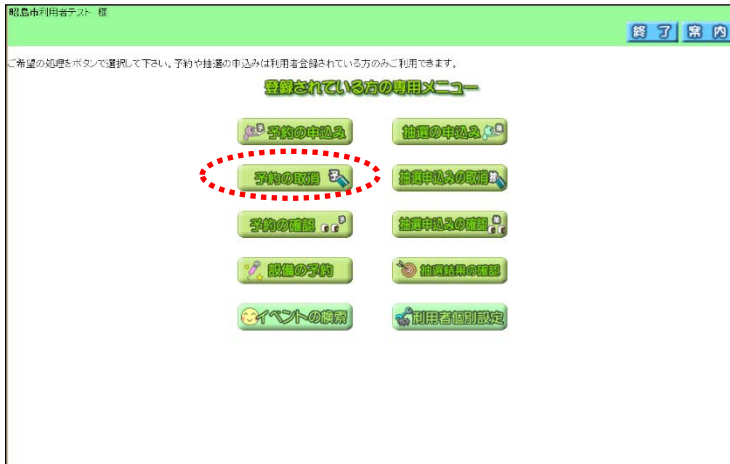 昭島市利用者テスト 様
終了 案内
ご希望の処理をボタンで選択して下さい。予約や抽選の申込みは利用者登録されている方のみご利用できます。
登録されている方の専用メニュー
予約の申込み 抽選の申込み
予約の取消 抽選申込みの取消
予約の確認 抽選申込みの確認
設備の予約 抽選結果の確認
イベントの検索 利用者個別設定